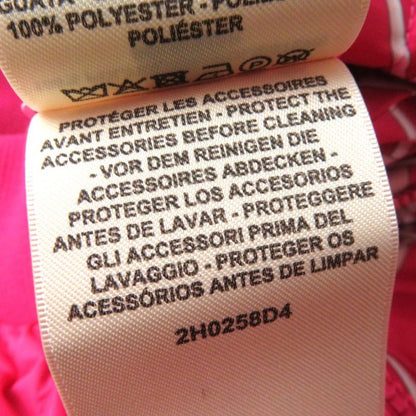 100% POLYESTER - 
POLIÉSTER
PROTÉGER LES ACCESSOIRES
AVANT ENTRETIEN - PROTECT THE
ACCESSORIES BEFORE CLEANING
- VOR DEM REINIGEN DIE
ACCESSOIRES ABDECKEN -
PROTEGER LOS ACCESORIOS
ANTES DE LAVAR - PROTEGGERE
GLI ACCESSORI PRIMA DEL
LAVAGGIO - PROTEGER OS
ACESSÓRIOS ANTES DE LIMPAR
2H0258D4